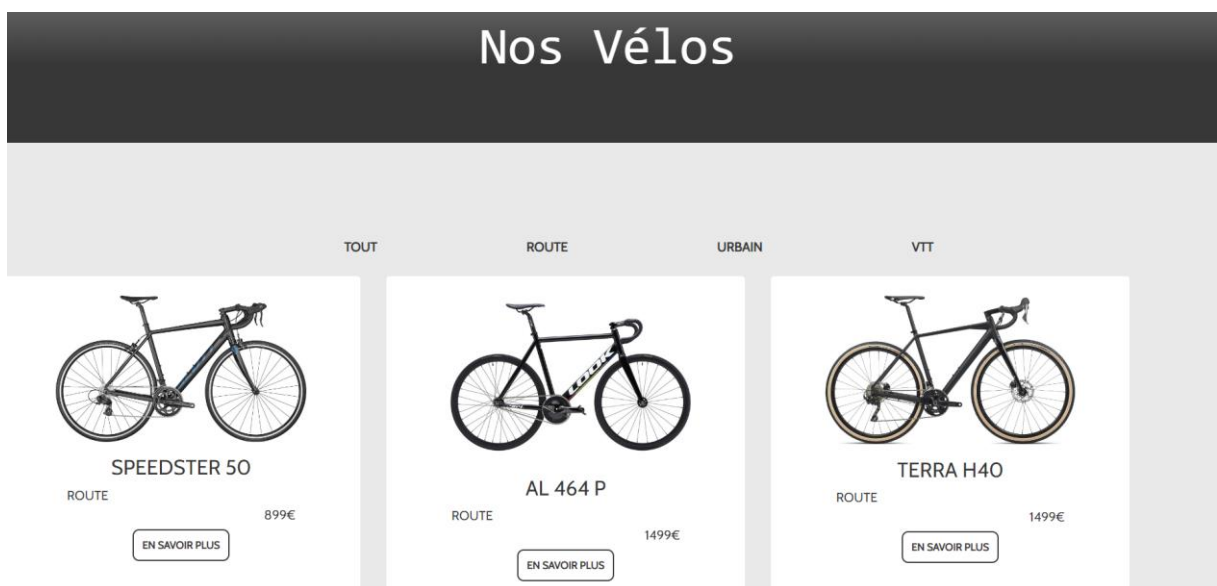 Nos Vélos
TOUT ROUTE URBAIN VTT
LOOK
SPEEDSTER 50
ROUTE
899€
EN SAVOIR PLUS
AL 464 P
ROUTE
1499€
EN SAVOIR PLUS
TERRA H40
ROUTE
1499€
EN SAVOIR PLUS